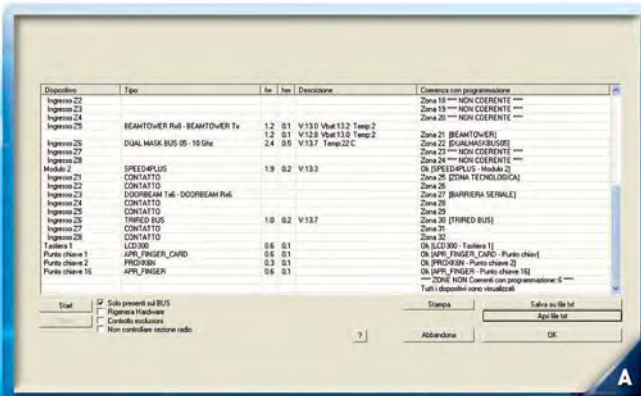 Dispositivo Tipo fw hw Descrizione Coerenza con programmazione
Ingresso Z2 Zona 18 *** NON COERENTE ***
Ingresso Z3 Zona 19 *** NON COERENTE ***
Ingresso Z4 Zona 20 *** NON COERENTE ***
Ingresso Z5 BEAMTOWER Rx8 - BEAMTOWER Tx 1.2 0.1 V:13.0 Vbat:13.2 Temp:2
1.2 0.1 V:12.8 Vbat:13.0 Temp:2 Zona 21 [BEAMTOWER]
Ingresso Z6 DUAL MASK BUS 05 - 10 Ghz 2.4 0.5 V:13.7 Temp:22 C Zona 22 [DUALMASKBUS05]
Ingresso Z7 Zona 23 *** NON COERENTE ***
Ingresso Z8 Zona 24 *** NON COERENTE ***
Modulo 2 SPEED4PLUS 1.9 0.2 V:13.3 Ok [SPEED4PLUS - Modulo 2]
Ingresso Z1 CONTATTO Zona 25 [ZONA TECNOLOGICA]
Ingresso Z2 CONTATTO Zona 26
Ingresso Z3 DOORBEAM Tx6 - DOORBEAM Rx6 Zona 27 [BARRIERA SERIALE]
Ingresso Z4 CONTATTO Zona 28
Ingresso Z5 CONTATTO Zona 29
Ingresso Z6 TRIRED BUS 1.0 0.2 V:13.7 Zona 30 [TRIRED BUS]
Ingresso Z7 CONTATTO Zona 31
Ingresso Z8 CONTATTO Zona 32
Tastiera 1 LCD300 0.6 0.1 Ok [LCD300 - Tastiera 1]
Punto chiave 1 APR_FINGER_CARD 0.6 0.1 Ok [APR_FINGER_CARD - Punto chiav]
Punto chiave 2 PROXK6N 0.3 0.1 Ok [PROXK6N - Punto chiave 2]
Punto chiave 16 APR_FINGER 0.6 0.1 Ok [APR_FINGER - Punto chiave 16]
*** ZONE NON Coerenti con programmazione: 6 ***
Tutti i dispositivi sono visualizzati
Start
Solo presenti sul BUS
Rigenera Hardware
Controllo esclusioni
Non controllare sezione radio
?
Stampa Salva su file txt
Apri file txt
Abbandona OK
A